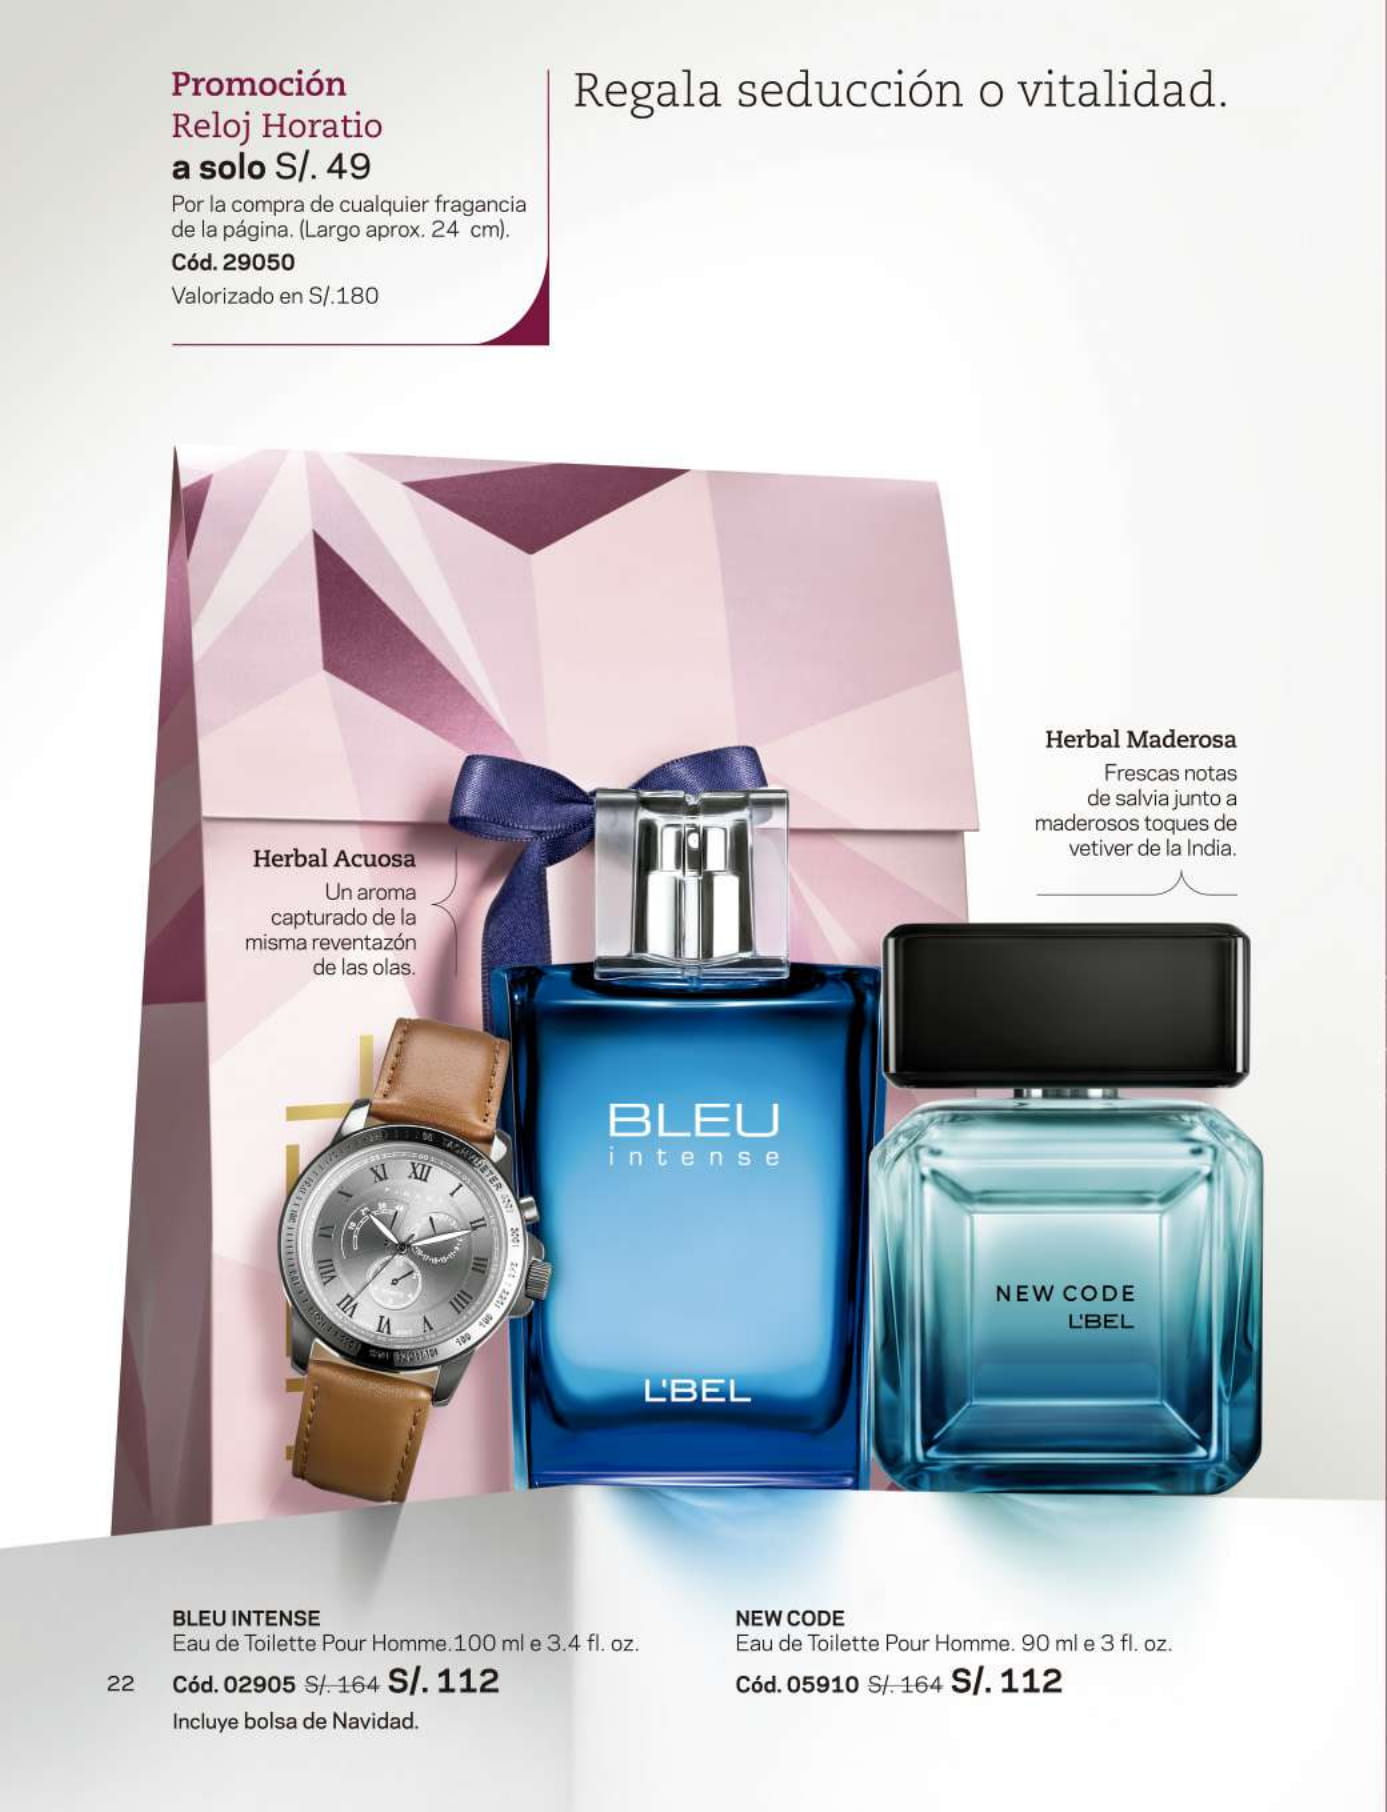 Promoción
Reloj Horatio
a solo S/. 49
Por la compra de cualquier fragancia
de la página. (Largo aprox. 24 cm).
Cód. 29050
Valorizado en S/.180
Regala seducción o vitalidad.
Herbal Maderosa
Frescas notas
de salvia junto a
maderosos toques de
vetiver de la India.
Herbal Acuosa
Un aroma
capturado de la
misma reventazón
de las olas.
TACHYMETER
BLEU
intense
L'BEL
NEW CODE
L'BEL
BLEU INTENSE
Eau de Toilette Pour Homme.100 ml e 3.4 fl. oz.
Cód. 02905 S/. 164 S/. 112
Incluye bolsa de Navidad.
NEW CODE
Eau de Toilette Pour Homme. 90 ml e 3 fl. oz.
Cód. 05910 S/. 164 S/. 112
22